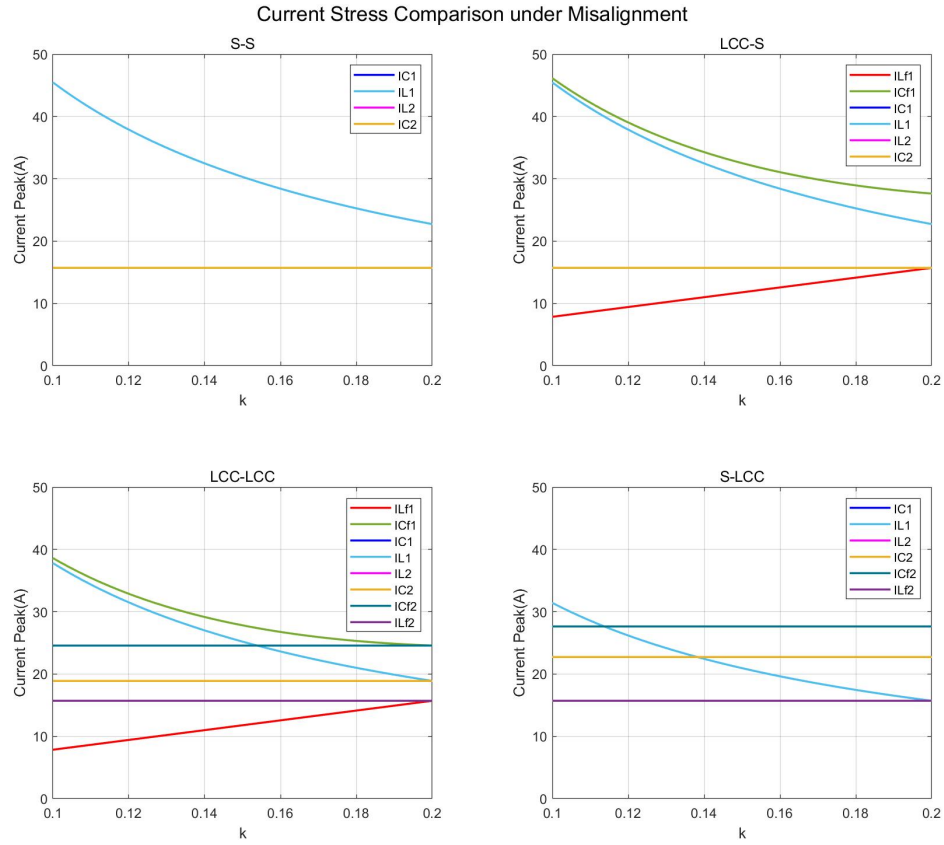 Current Stress Comparison under Misalignment
S-S
50
40
30
20
10
0
Current Peak(A)
IC1
IL1
IL2
IC2
0.1 0.12 0.14 0.16 0.18 0.2
k
LCC-S
50
40
30
20
10
0
Current Peak(A)
ILf1
ICf1
IC1
IL1
IL2
IC2
0.1 0.12 0.14 0.16 0.18 0.2
k
LCC-LCC
50
40
30
20
10
0
Current Peak(A)
ILf1
ICf1
IC1
IL1
IL2
IC2
ICf2
ILf2
0.1 0.12 0.14 0.16 0.18 0.2
k
S-LCC
50
40
30
20
10
0
Current Peak(A)
IC1
IL1
IL2
IC2
ICf2
ILf2
0.1 0.12 0.14 0.16 0.18 0.2
k